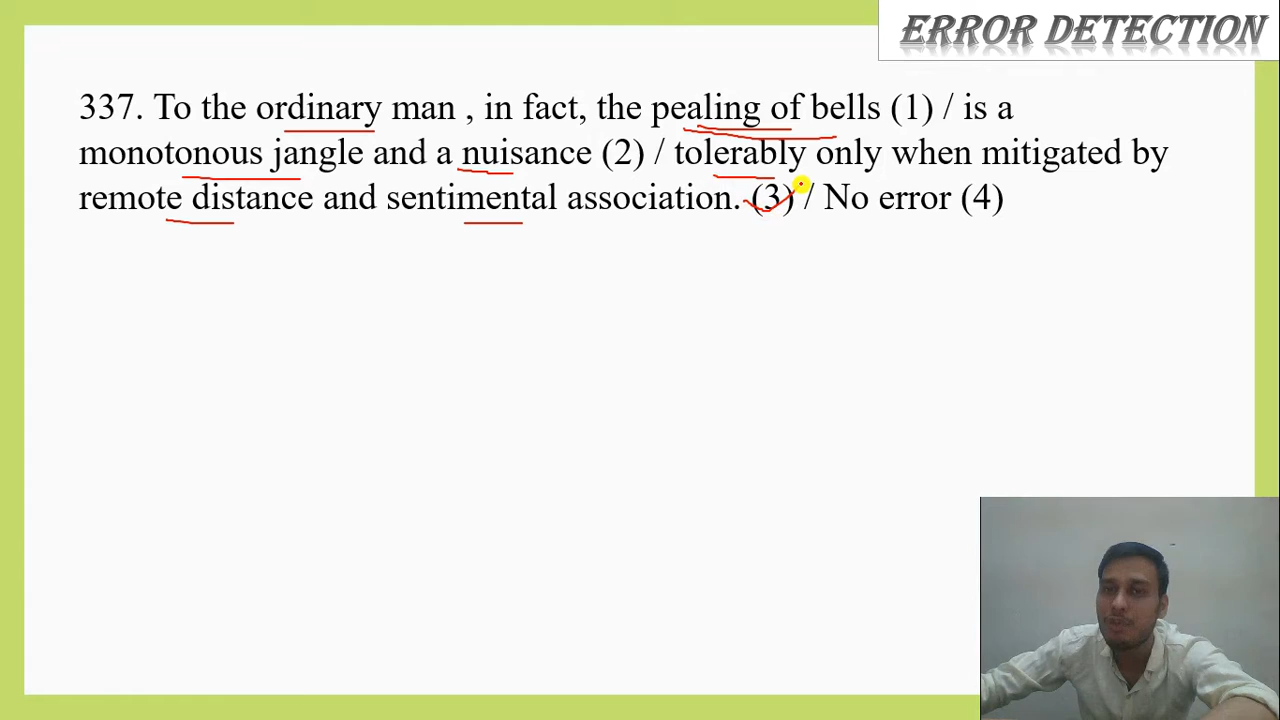 ERROR DETECTION
337. To the ordinary man , in fact, the pealing of bells (1) / is a
monotonous jangle and a nuisance (2) / tolerably only when mitigated by
remote distance and sentimental association. (3) / No error (4)